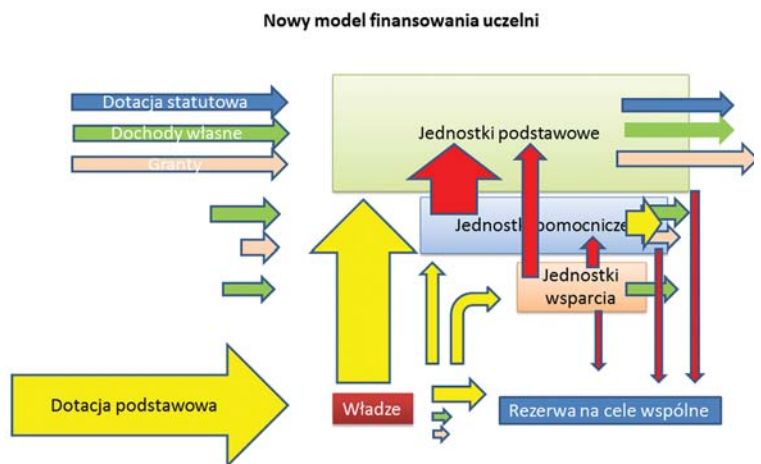 Nowy model finansowania uczelni
Dotacja statutowa
Dochody własne
Granty
Jednostki podstawowe
Jednostki pomocnicze
Jednostki
wsparcia
Dotacja podstawowa
Władze
Rezerwa na cele wspólne